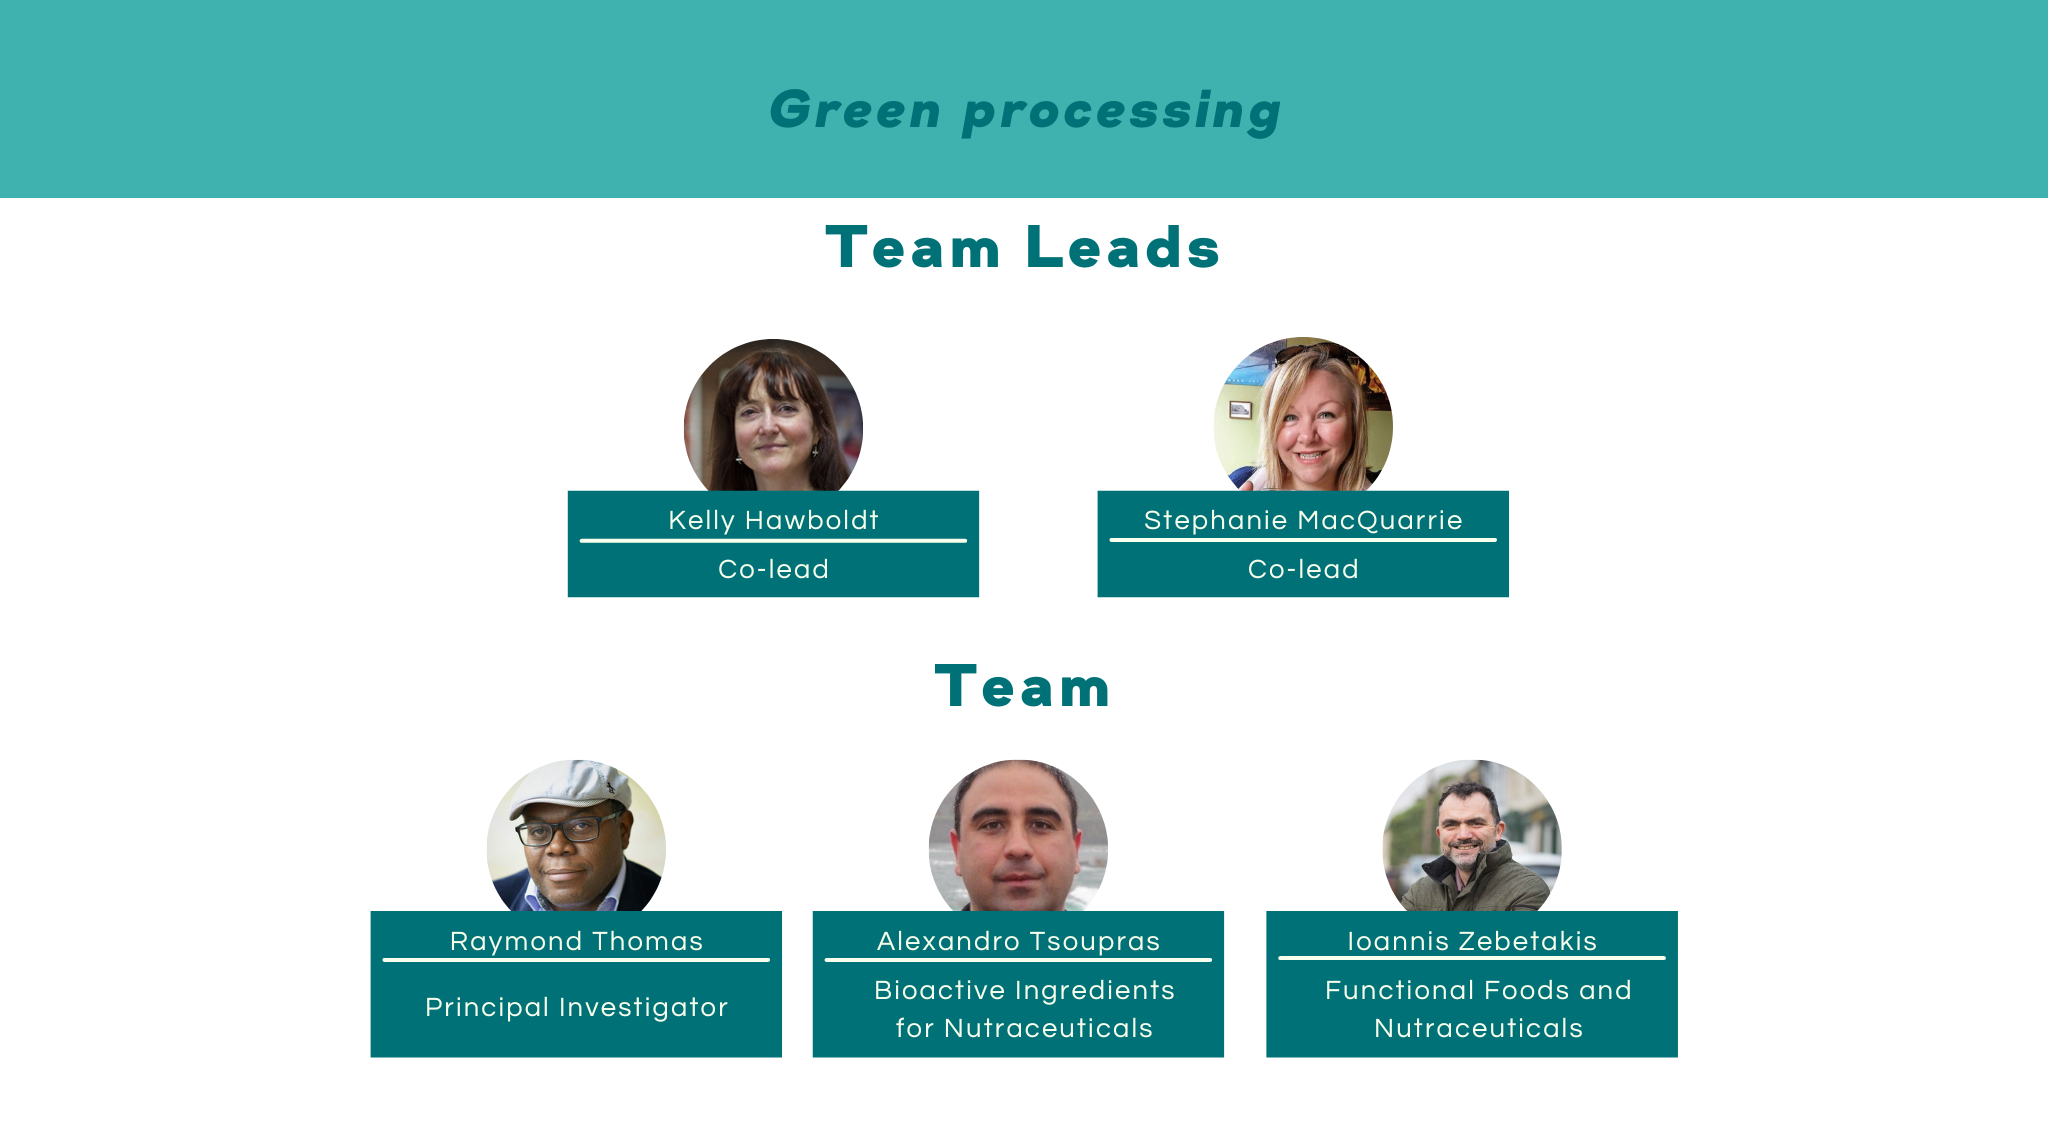 Green processing
Team Leads
Kelly Hawboldt
Co-lead
Stephanie MacQuarrie
Co-lead
Team
Raymond Thomas
Principal Investigator
Alexandro Tsoupras
Bioactive Ingredients
for Nutraceuticals
Ioannis Zebetakis
Functional Foods and
Nutraceuticals